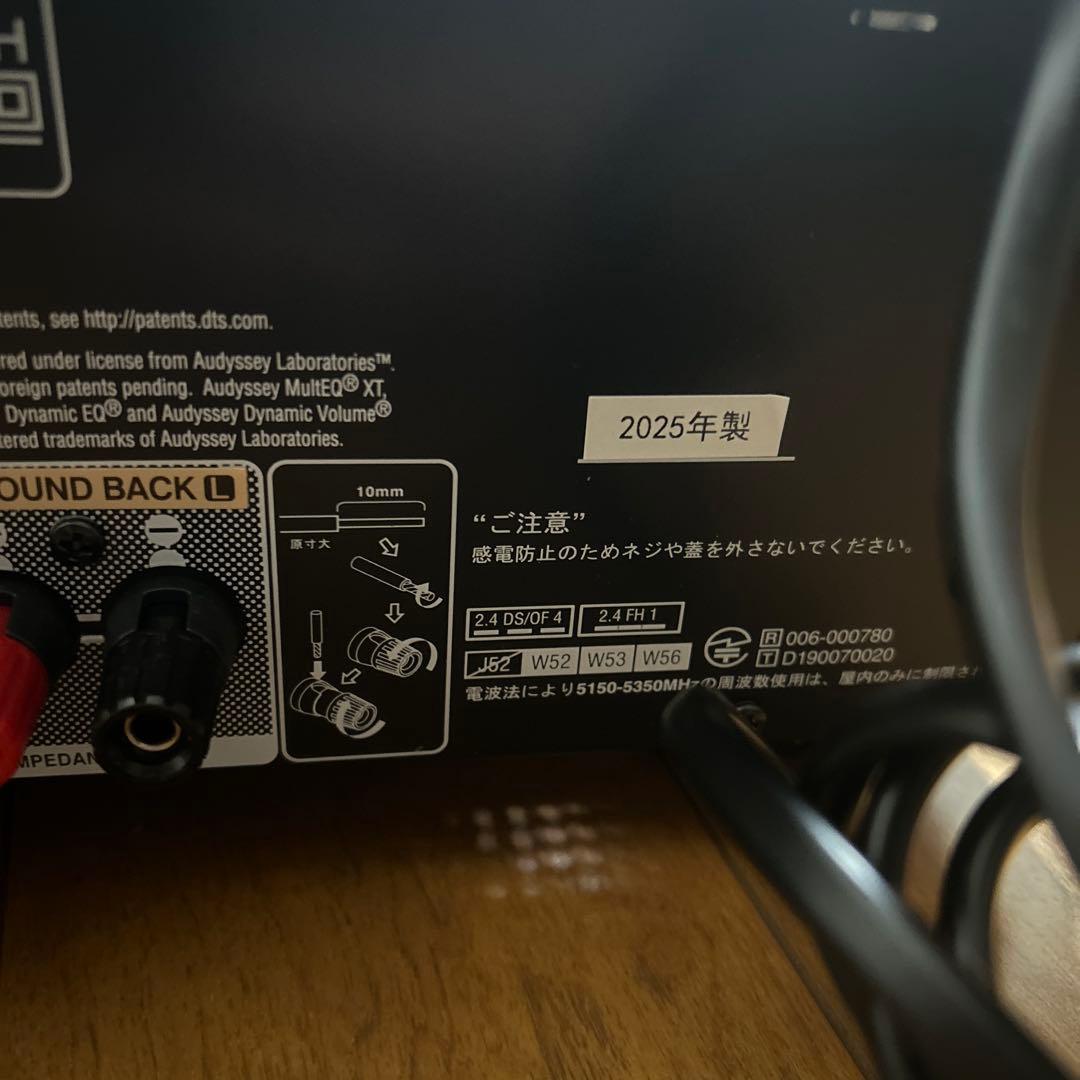 tents, see http://patents.dts.com.
red under license from Audyssey Laboratories™.
oreign patents pending. Audyssey MultEQ® XT,
Dynamic EQ® and Audyssey Dynamic Volume®
tered trademarks of Audyssey Laboratories.
2025年製
OUND BACK L
10mm
原寸大
“ご注意”
感電防止のためネジや蓋を外さないでください。
2.4 DS/OF 4 2.4 FH 1
J52 W52 W53 W56
R 006-000780
T D190070020
電波法により5150-5350MHzの周波数使用は、屋内のみに制限さ
MPEDAN